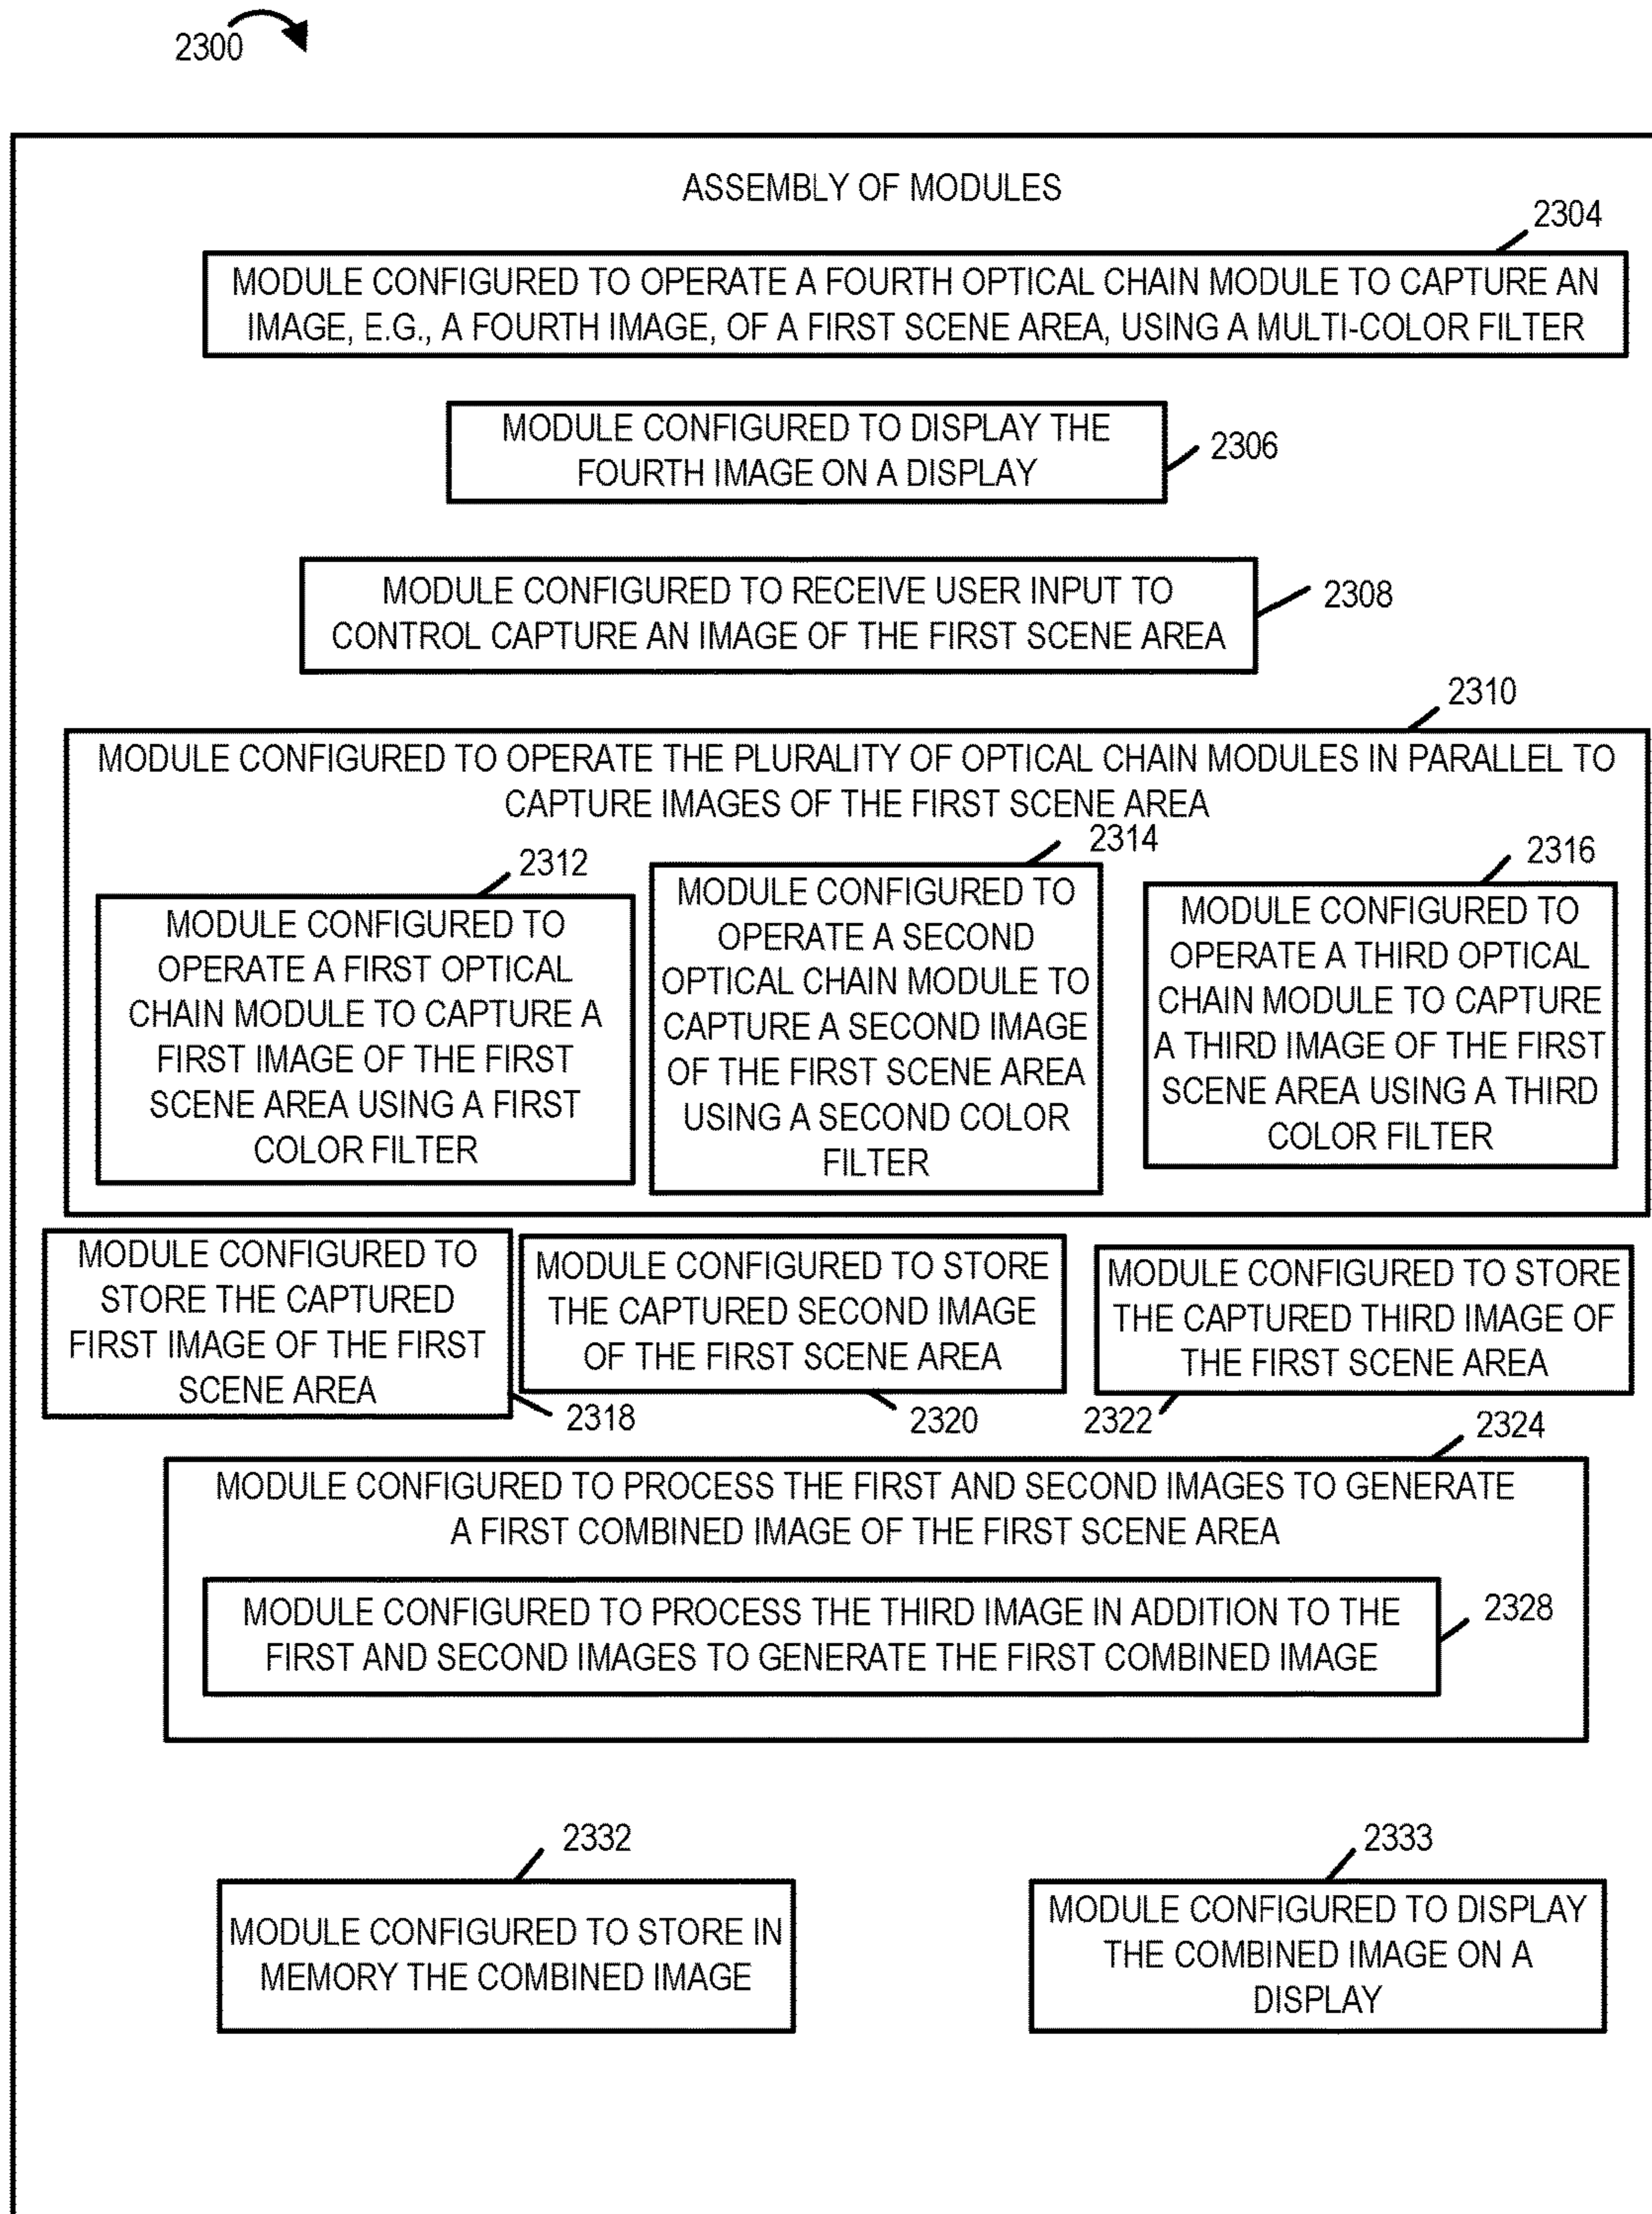 2300
ASSEMBLY OF MODULES
2304
MODULE CONFIGURED TO OPERATE A FOURTH OPTICAL CHAIN MODULE TO CAPTURE AN
IMAGE, E.G., A FOURTH IMAGE, OF A FIRST SCENE AREA, USING A MULTI-COLOR FILTER
MODULE CONFIGURED TO DISPLAY THE
FOURTH IMAGE ON A DISPLAY
2306
MODULE CONFIGURED TO RECEIVE USER INPUT TO
CONTROL CAPTURE AN IMAGE OF THE FIRST SCENE AREA
2308
2310
MODULE CONFIGURED TO OPERATE THE PLURALITY OF OPTICAL CHAIN MODULES IN PARALLEL TO
CAPTURE IMAGES OF THE FIRST SCENE AREA
2312
MODULE CONFIGURED TO
OPERATE A FIRST OPTICAL
CHAIN MODULE TO CAPTURE A
FIRST IMAGE OF THE FIRST
SCENE AREA USING A FIRST
COLOR FILTER
2314
MODULE CONFIGURED TO
OPERATE A SECOND
OPTICAL CHAIN MODULE TO
CAPTURE A SECOND IMAGE
OF THE FIRST SCENE AREA
USING A SECOND COLOR
FILTER
2316
MODULE CONFIGURED TO
OPERATE A THIRD OPTICAL
CHAIN MODULE TO CAPTURE
A THIRD IMAGE OF THE FIRST
SCENE AREA USING A THIRD
COLOR FILTER
MODULE CONFIGURED TO
STORE THE CAPTURED
FIRST IMAGE OF THE FIRST
SCENE AREA
2318
MODULE CONFIGURED TO STORE
THE CAPTURED SECOND IMAGE
OF THE FIRST SCENE AREA
2320
MODULE CONFIGURED TO STORE
THE CAPTURED THIRD IMAGE OF
THE FIRST SCENE AREA
2322
2324
MODULE CONFIGURED TO PROCESS THE FIRST AND SECOND IMAGES TO GENERATE
A FIRST COMBINED IMAGE OF THE FIRST SCENE AREA
MODULE CONFIGURED TO PROCESS THE THIRD IMAGE IN ADDITION TO THE
FIRST AND SECOND IMAGES TO GENERATE THE FIRST COMBINED IMAGE
2328
2332
MODULE CONFIGURED TO STORE IN
MEMORY THE COMBINED IMAGE
2333
MODULE CONFIGURED TO DISPLAY
THE COMBINED IMAGE ON A
DISPLAY